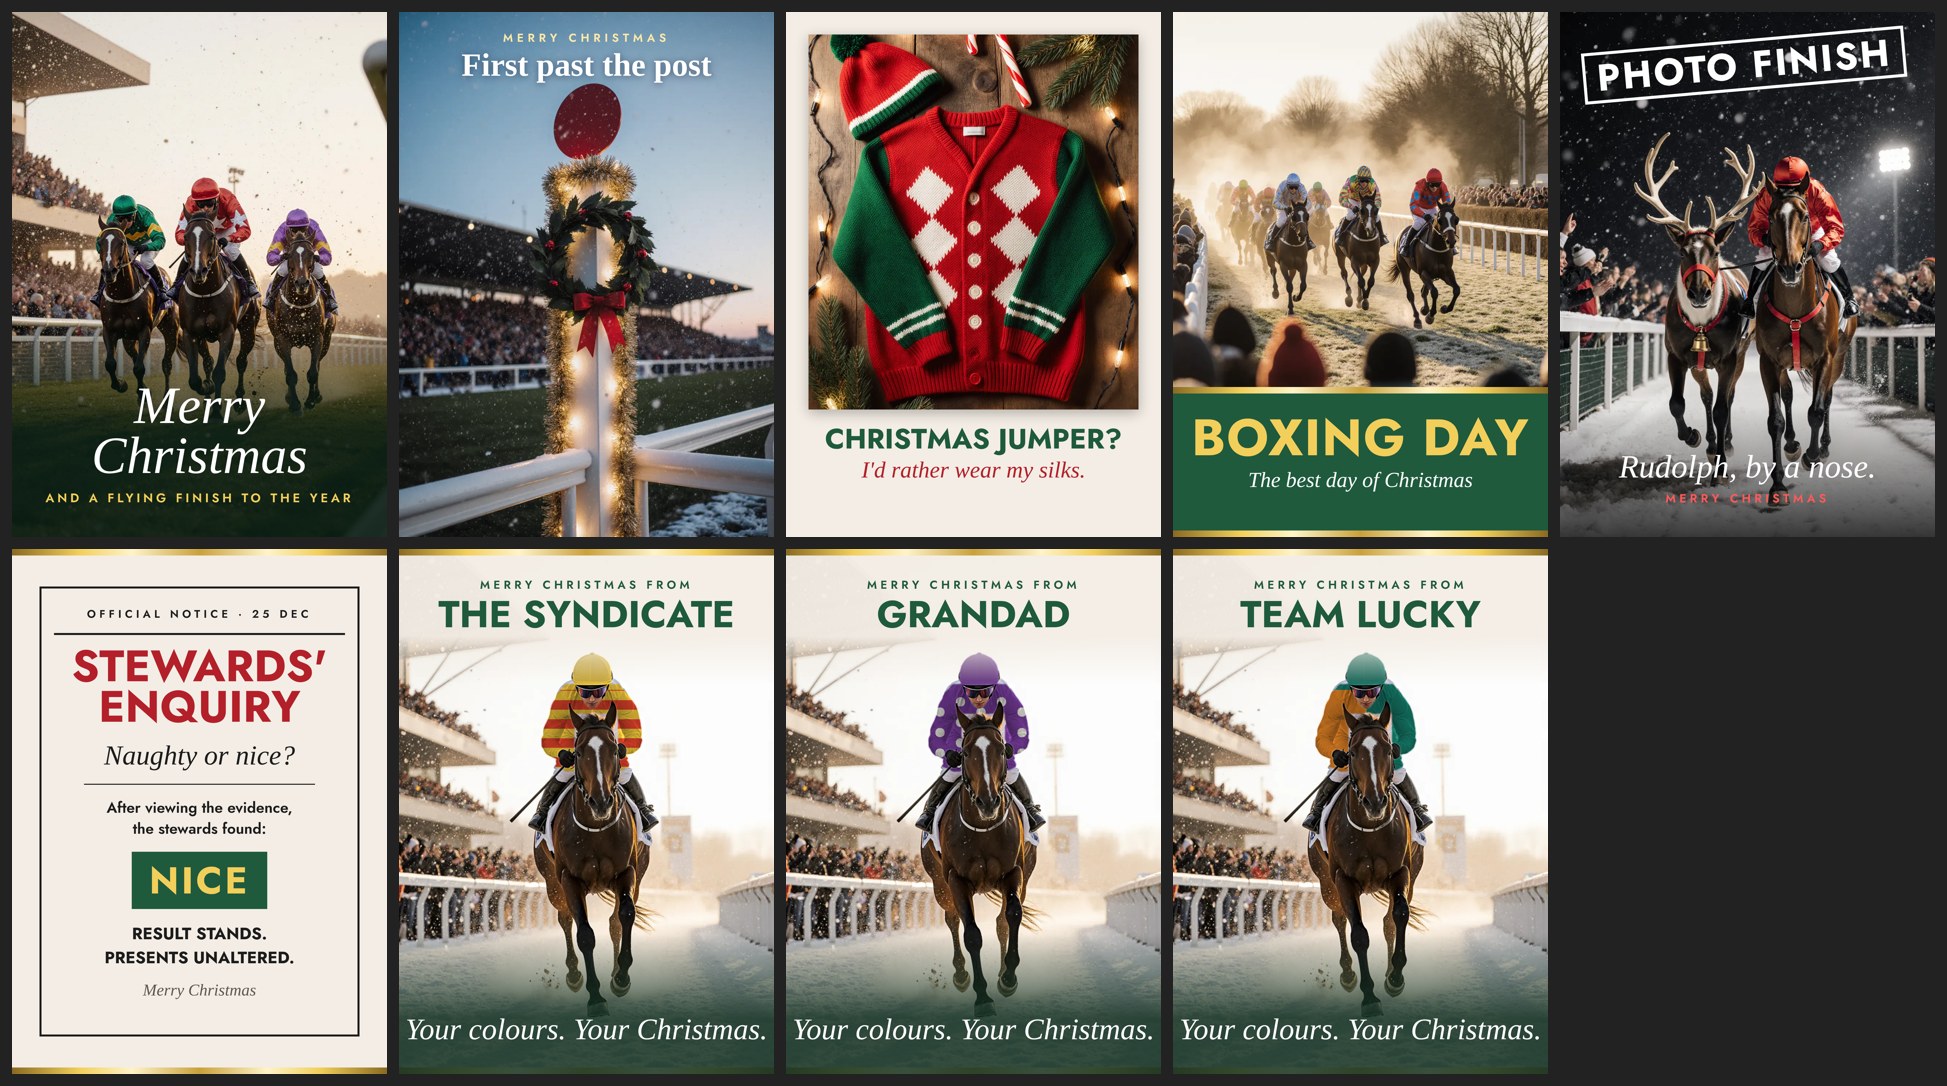 Merry
Christmas
AND A FLYING FINISH TO THE YEAR
MERRY CHRISTMAS
First past the post
CHRISTMAS JUMPER?
I'd rather wear my silks.
BOXING DAY
The best day of Christmas
PHOTO FINISH
Rudolph, by a nose.
MERRY CHRISTMAS
OFFICIAL NOTICE · 25 DEC
STEWARDS'
ENQUIRY
Naughty or nice?
After viewing the evidence,
the stewards found:
NICE
RESULT STANDS.
PRESENTS UNALTERED.
Merry Christmas
MERRY CHRISTMAS FROM
THE SYNDICATE
Your colours. Your Christmas.
MERRY CHRISTMAS FROM
GRANDAD
Your colours. Your Christmas.
MERRY CHRISTMAS FROM
TEAM LUCKY
Your colours. Your Christmas.